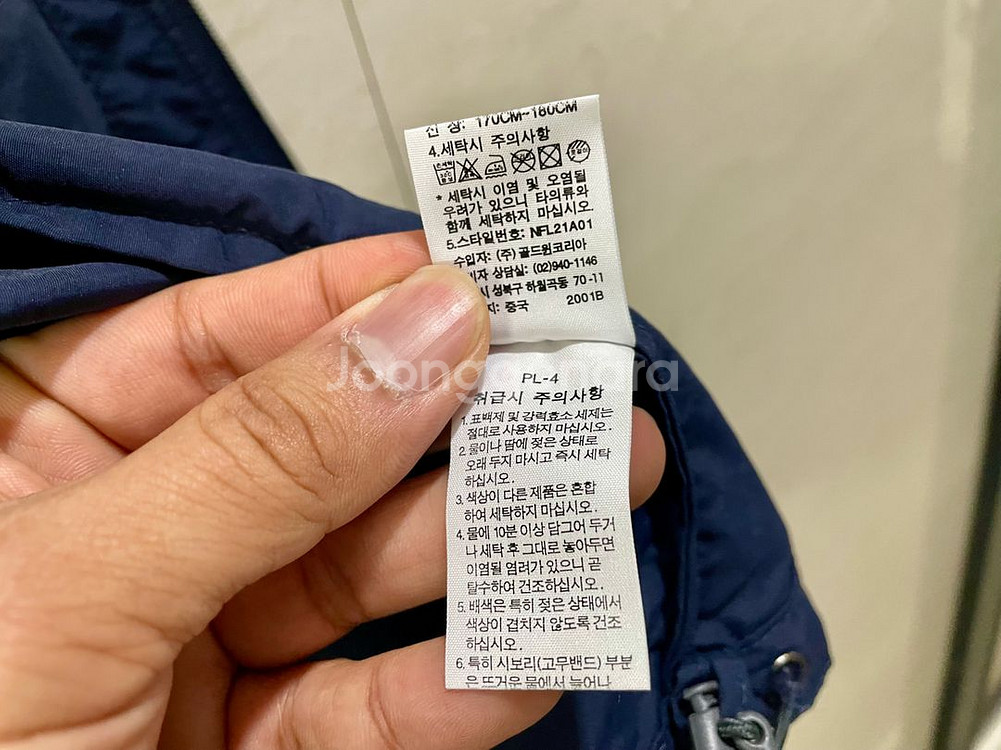 신 장: 170CM~180CM
4.세탁시 주의사항
* 세탁시 이염 및 오염될
우려가 있으니 타의류와
함께 세탁하지 마십시오
5.스타일번호: NFL21A01
수입자: (주) 골드윈코리아
비자 상담실: (02)940-1146
시 성북구 하월곡동 70-11
지: 중국 2001B
Joonggonara
PL-4
취급시 주의사항
1. 표백제 및 강력효소 세제는
절대로 사용하지 마십시오.
2. 물이나 땀에 젖은 상태로
오래 두지 마시고 즉시 세탁
하십시오.
3. 색상이 다른 제품은 혼합
하여 세탁하지 마십시오.
4. 물에 10분 이상 담그어 두거
나 세탁 후 그대로 놓아두면
이염될 염려가 있으니 곧
탈수하여 건조하십시오.
5. 배색은 특히 젖은 상태에서
색상이 겹치지 않도록 건조
하십시오.
6. 특히 시보리(고무밴드) 부분
은 뜨거운 물에서 늘어나